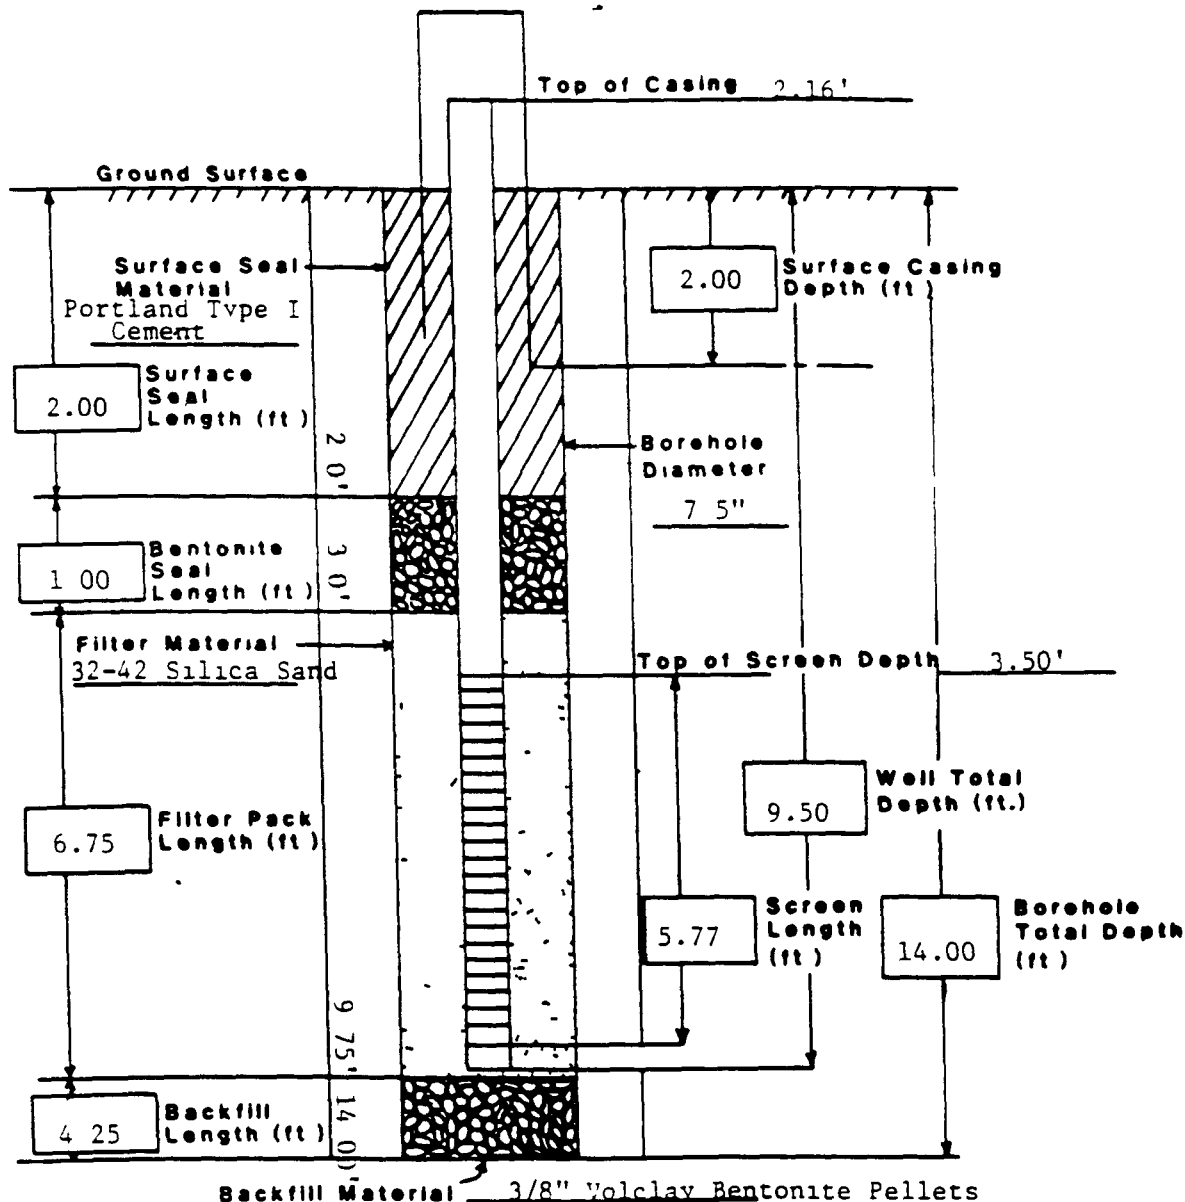 Top of Casing 2.16'
Ground Surface
Surface Seal
Material
Portland Type I
Cement
2.00
Surface Casing
Depth (ft)
2.00
Surface
Seal
Length (ft)
2 0'
Borehole
Diameter
7 5"
1 00
Bentonite
Seal
Length (ft)
3 0'
Filter Material
32-42 Silica Sand
Top of Screen Depth 3.50'
9.50
Well Total
Depth (ft.)
6.75
Filter Pack
Length (ft)
5.77
Screen
Length
(ft)
14.00
Borehole
Total Depth
(ft)
9 75'
4 25
Backfill
Length (ft)
14 00'
Backfill Material 3/8" Volclay Bentonite Pellets